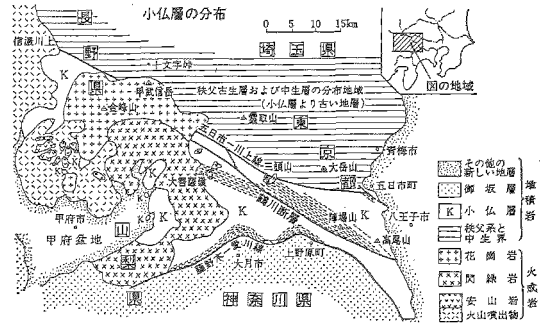 小仏層の分布
0 5 10 15km
長
野
県
信濃川上
十文字峠
埼玉県
甲武信岳
金峰山
秩父古生層および中生層の分布地域
(小仏層より古い地層)
雲取山
東
京
都
図の地域
五日市―川上線
三頭山
大岳山
青梅市
五日市町
大菩薩嶺
鶴川断層
陣場山
八王子市
高尾山
K
K
K
K
K
甲府市
甲府盆地
山
梨
県
藤野木―愛川線
大月市
上野原町
神奈川県
その他の
新しい地層
御坂層
K 小仏層
秩父系と
中生界
堆積岩
花崗岩
閃緑岩
安山岩
火山噴出物
火成岩